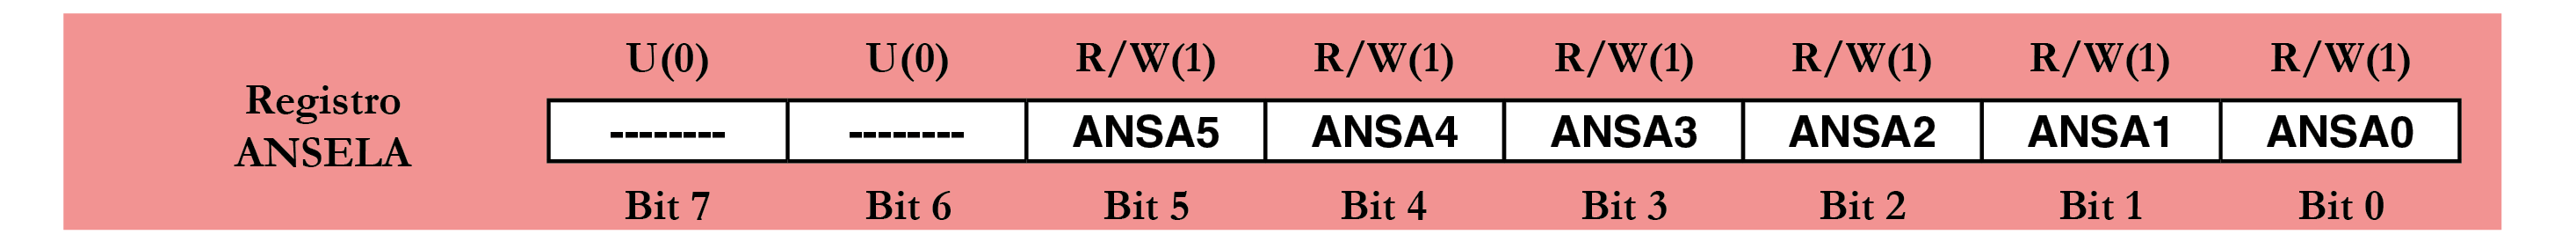 U(0) U(0) R/W(1) R/W(1) R/W(1) R/W(1) R/W(1) R/W(1)
Registro
ANSELA
-------- -------- ANSA5 ANSA4 ANSA3 ANSA2 ANSA1 ANSA0
Bit 7 Bit 6 Bit 5 Bit 4 Bit 3 Bit 2 Bit 1 Bit 0